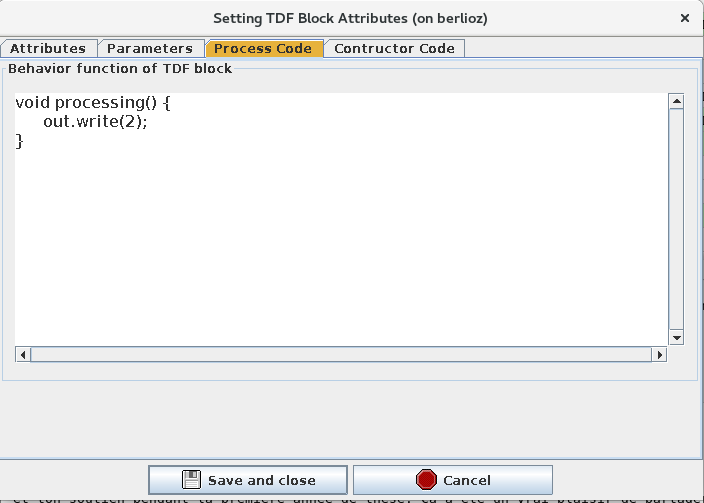 Setting TDF Block Attributes (on berlioz)
Attributes
Parameters
Process Code
Contructor Code
Behavior function of TDF block
void processing() {
out.write(2);
}
Save and close
Cancel